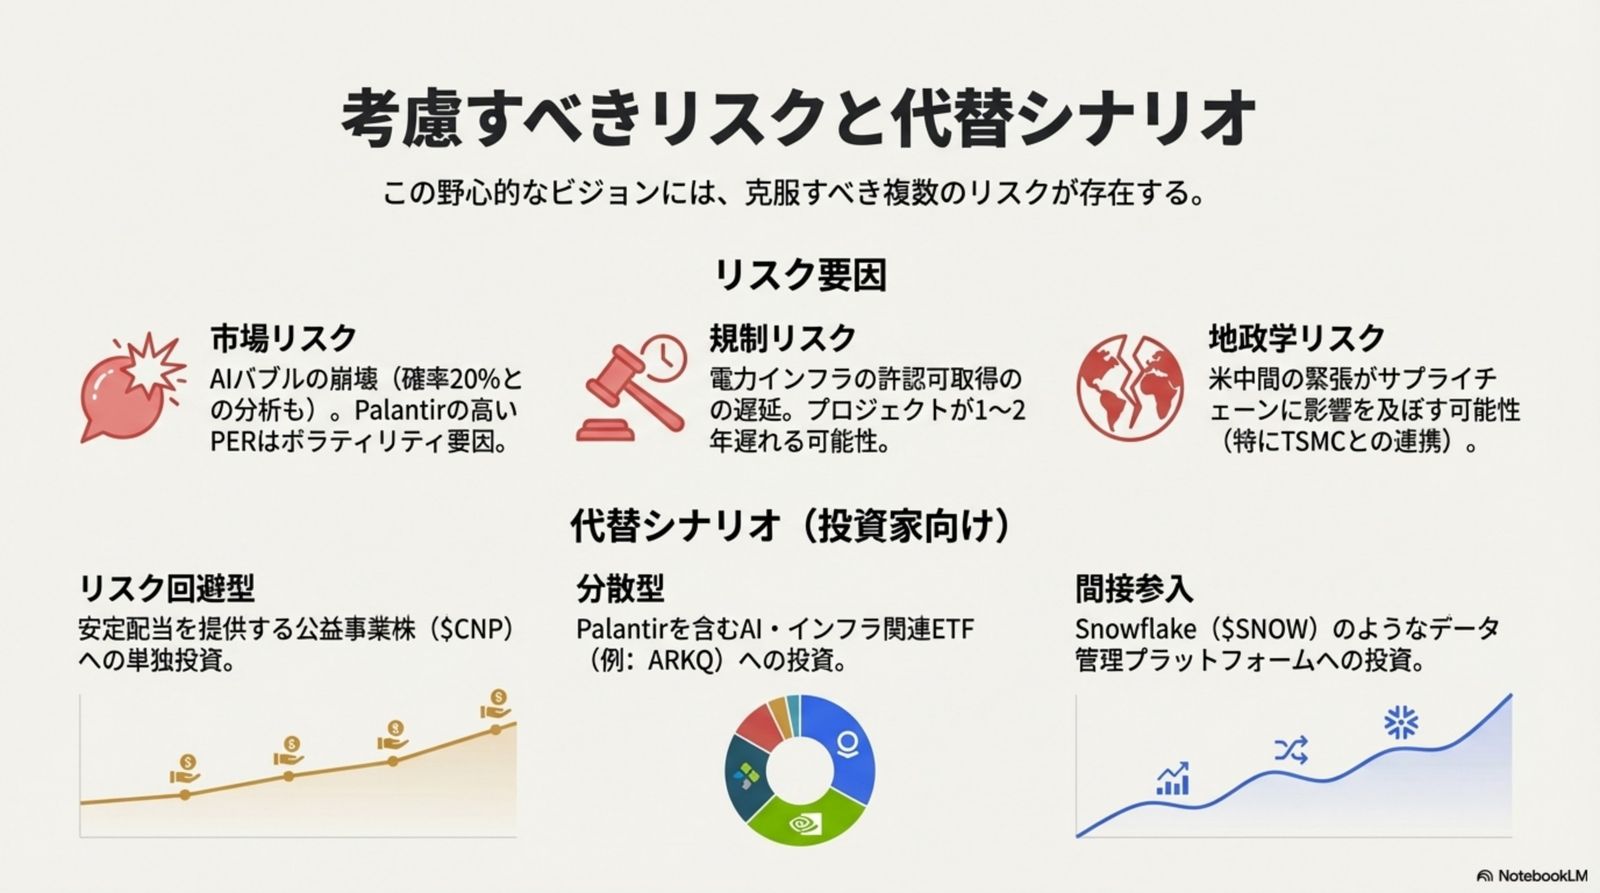 考慮すべきリスクと代替シナリオ
この野心的なビジョンには、克服すべき複数のリスクが存在する。
リスク要因
市場リスク
AIバブルの崩壊（確率20%と
の分析も）。Palantirの高い
PERはボラティリティ要因。
規制リスク
電力インフラの許認可取得の
の遅延。プロジェクトが1〜2
年遅れる可能性。
地政学リスク
米中間の緊張がサプライチ
ェーンに影響を及ぼす可能性
（特にTSMCとの連携）。
代替シナリオ（投資家向け）
リスク回避型
安定配当を提供する公益事業株（$CNP）
への単独投資。
分散型
Palantirを含むAI・インフラ関連ETF
（例：ARKQ）への投資。
間接参入
Snowflake（$SNOW）のようなデータ
管理プラットフォームへの投資。
NotebookLM